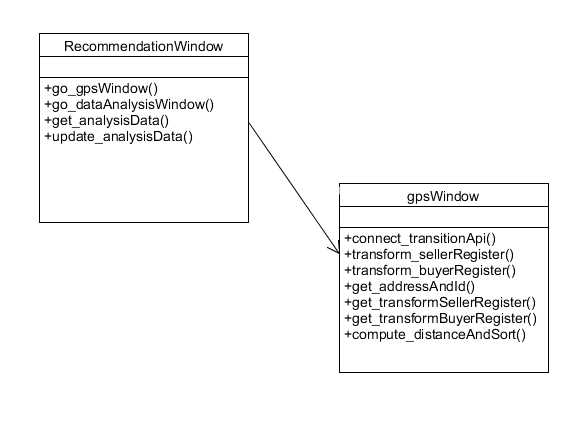 RecommendationWindow
+go_gpsWindow()
+go_dataAnalysisWindow()
+get_analysisData()
+update_analysisData()
gpsWindow
+connect_transitionApi()
+transform_sellerRegister()
+transform_buyerRegister()
+get_addressAndId()
+get_transformSellerRegister()
+get_transformBuyerRegister()
+compute_distanceAndSort()